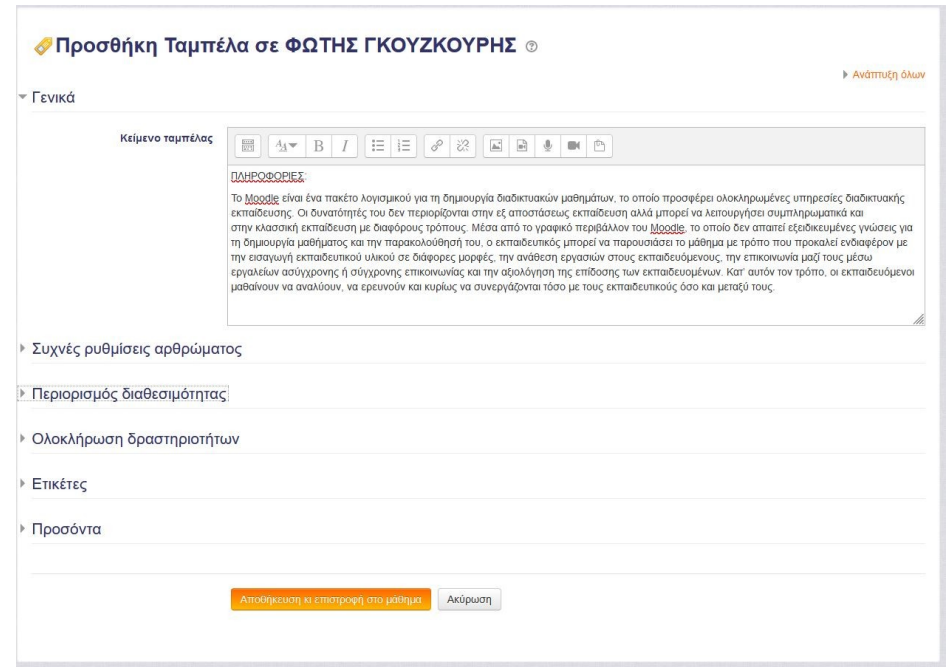 Προσθήκη Ταμπέλα σε ΦΩΤΗΣ ΓΚΟΥΖΚΟΥΡΗΣ
Ανάπτυξη όλων
Γενικά
Κείμενο ταμπέλας
ΠΛΗΡΟΦΟΡΙΕΣ:
Το Moodle είναι ένα πακέτο λογισμικού για τη δημιουργία διαδικτυακών μαθημάτων, το οποίο προσφέρει ολοκληρωμένες υπηρεσίες διαδικτυακής
εκπαίδευσης. Οι δυνατότητές του δεν περιορίζονται στην εξ αποστάσεως εκπαίδευση αλλά μπορεί να λειτουργήσει συμπληρωματικά και
στην κλασσική εκπαίδευση με διαφόρους τρόπους. Μέσα από το γραφικό περιβάλλον του Moodle, το οποίο δεν απαιτεί εξειδικευμένες γνώσεις για
τη δημιουργία μαθήματος και την παρακολούθησή του, ο εκπαιδευτικός μπορεί να παρουσιάσει το μάθημα με τρόπο που προκαλεί ενδιαφέρον με
την εισαγωγή εκπαιδευτικού υλικού σε διάφορες μορφές, την ανάθεση εργασιών στους εκπαιδευόμενους, την επικοινωνία μαζί τους μέσω
εργαλείων ασύγχρονης ή σύγχρονης επικοινωνίας και την αξιολόγηση της επίδοσης των εκπαιδευομένων. Κατ' αυτόν τον τρόπο, οι εκπαιδευόμενοι
μαθαίνουν να αναλύουν, να ερευνούν και κυρίως να συνεργάζονται τόσο με τους εκπαιδευτικούς όσο και μεταξύ τους.
Συχνές ρυθμίσεις αρθρώματος
Περιορισμός διαθεσιμότητας
Ολοκλήρωση δραστηριοτήτων
Ετικέτες
Προσόντα
Αποθήκευση κι επιστροφή στο μάθημα Ακύρωση